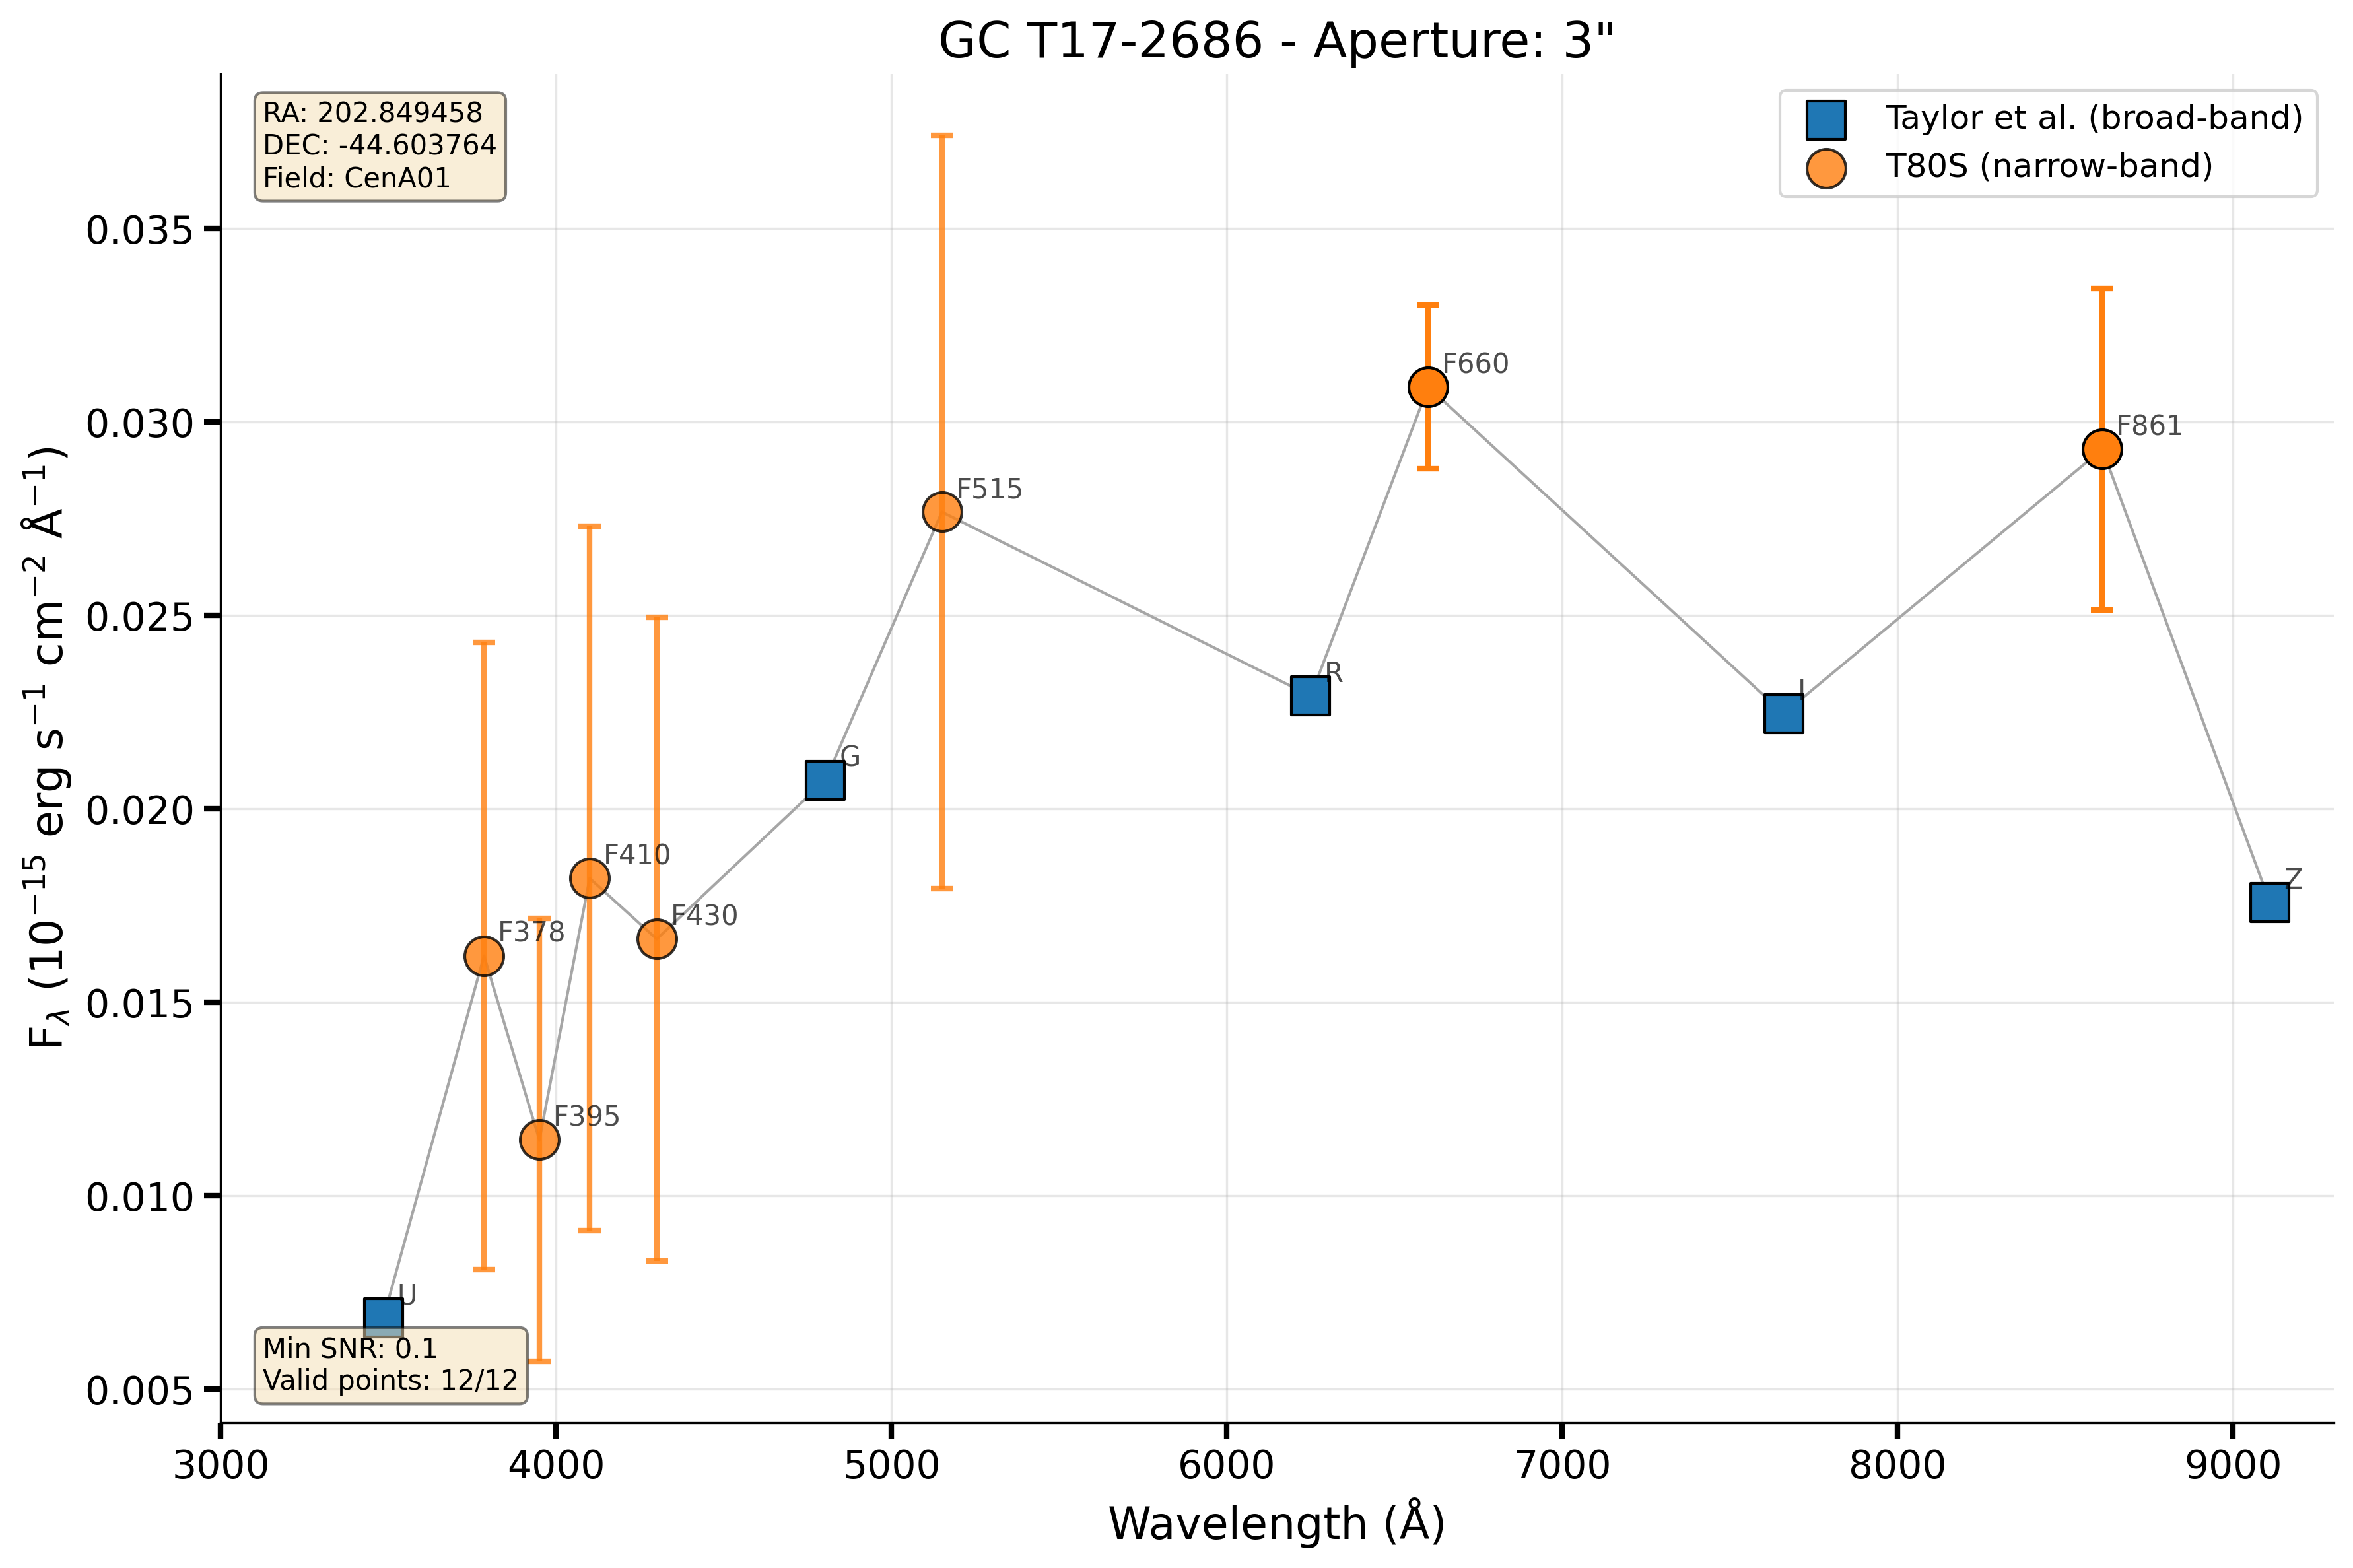 GC T17-2686 - Aperture: 3"
RA: 202.849458
DEC: -44.603764
Field: CenA01
Taylor et al. (broad-band)
T80S (narrow-band)
F_λ (10⁻¹⁵ erg s⁻¹ cm⁻² Å⁻¹)
0.035
0.030
0.025
0.020
0.015
0.010
0.005
U
F378
F395
F410
F430
G
F515
R
F660
I
F861
Z
Min SNR: 0.1
Valid points: 12/12
3000 4000 5000 6000 7000 8000 9000
Wavelength (Å)